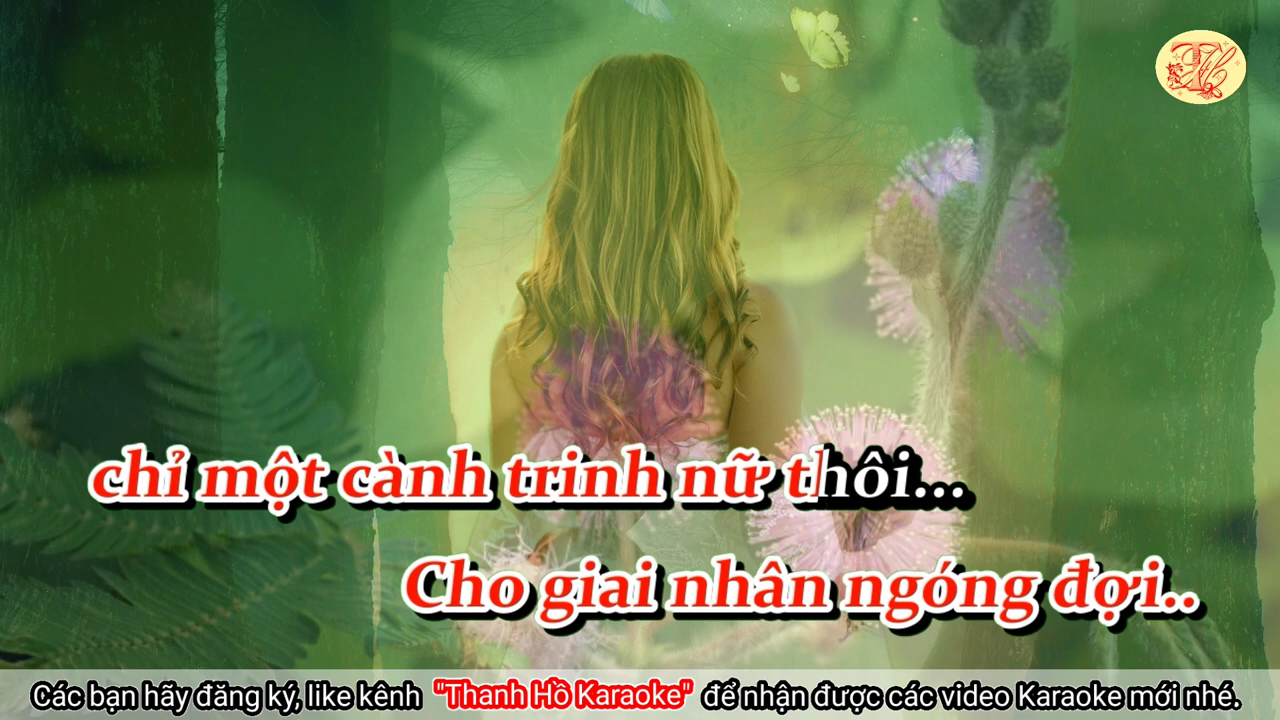 chỉ một cành trinh nữ thôi...
Cho giai nhân ngóng đợi..
Các bạn hãy đăng ký, like kênh "Thanh Hồ Karaoke" để nhận được các video Karaoke mới nhé.